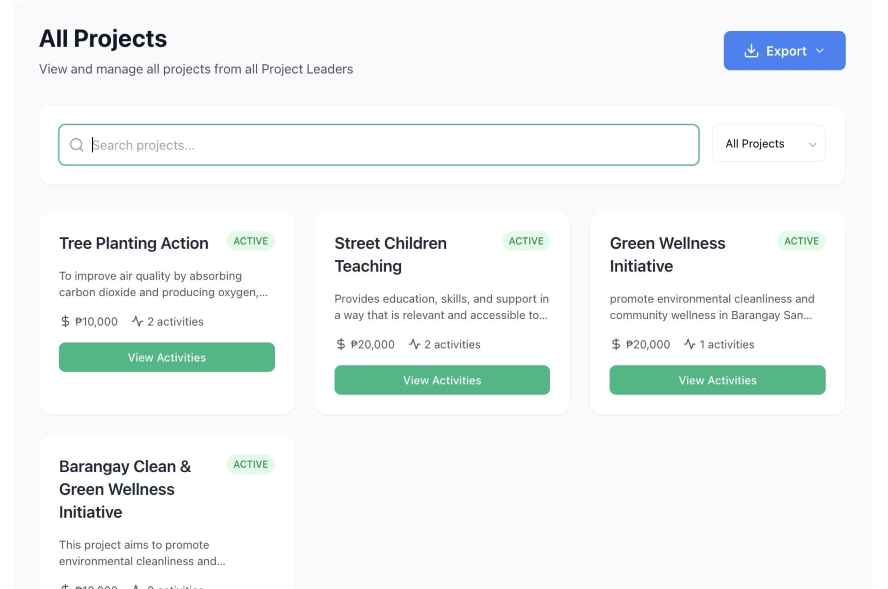 All Projects
View and manage all projects from all Project Leaders
Export
Search projects...
All Projects
Tree Planting Action
ACTIVE
To improve air quality by absorbing
carbon dioxide and producing oxygen,...
₱10,000 2 activities
View Activities
Street Children
Teaching
ACTIVE
Provides education, skills, and support in
a way that is relevant and accessible to...
₱20,000 2 activities
View Activities
Green Wellness
Initiative
ACTIVE
promote environmental cleanliness and
community wellness in Barangay San...
₱20,000 1 activities
View Activities
Barangay Clean &
Green Wellness
Initiative
ACTIVE
This project aims to promote
environmental cleanliness and...
activities